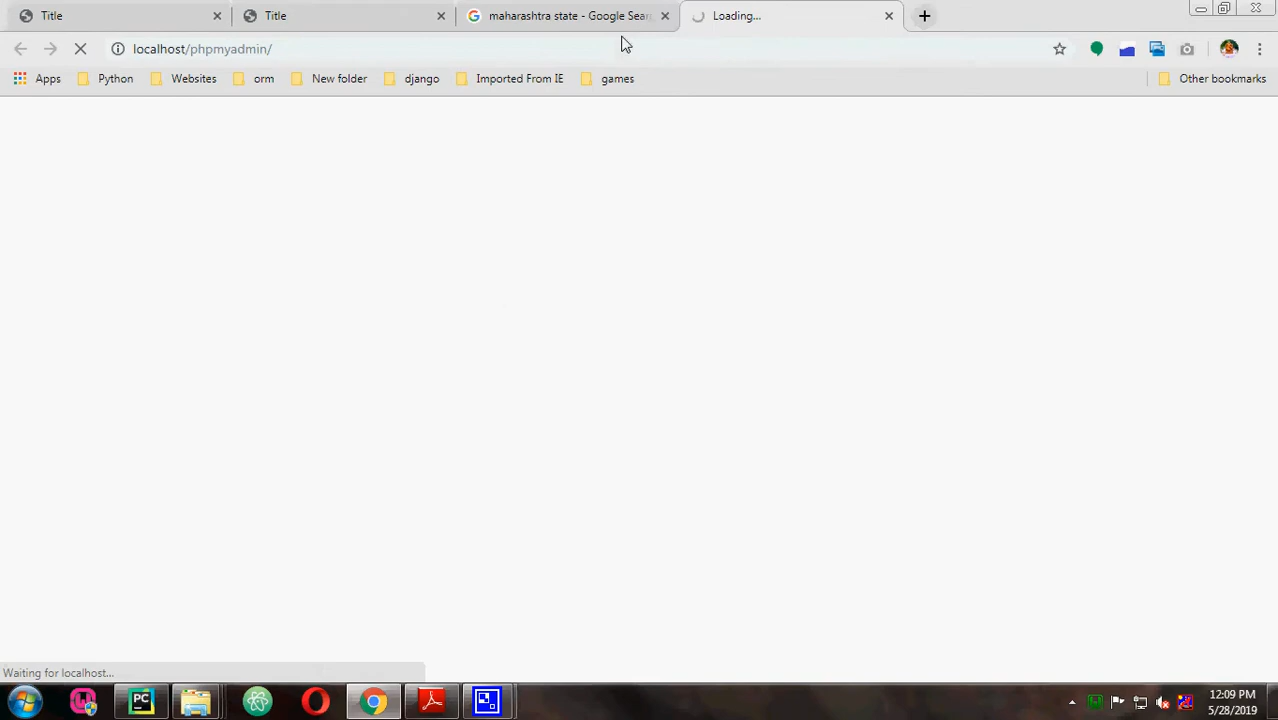 Title
Title
maharashtra state - Google Sear
Loading...
localhost/phpmyadmin/
Apps
Python
Websites
orm
New folder
django
Imported From IE
games
Other bookmarks
Waiting for localhost...
PC
12:09 PM
5/28/2019